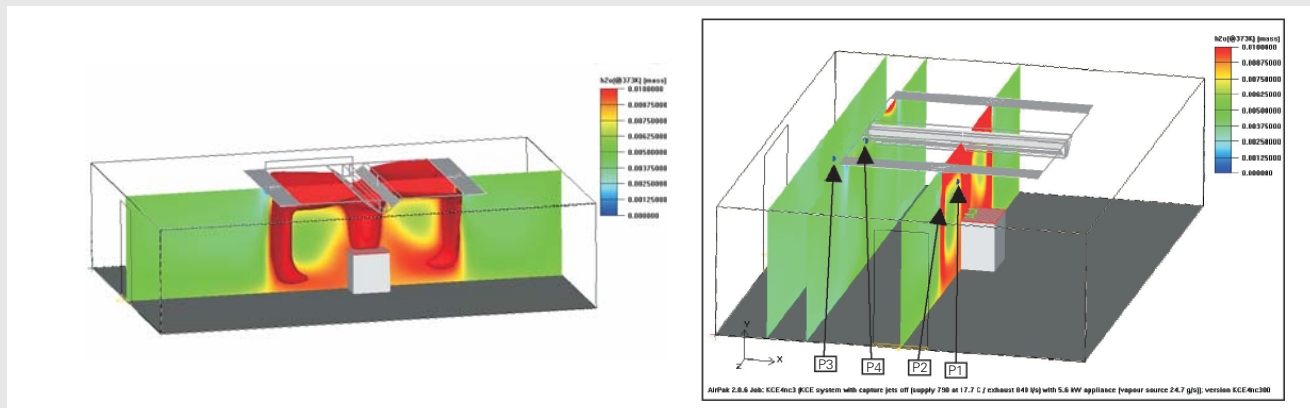 h2o(@373K) (mass)
0.0100000
0.00875000
0.00750000
0.00625000
0.00500000
0.00375000
0.00250000
0.00125000
0.000000
h2o(@373K) (mass)
0.0100000
0.00875000
0.00750000
0.00625000
0.00500000
0.00375000
0.00250000
0.00125000
0.000000
P3
P4
P2
P1
Y
Z
X
AirPak 2.0.6 Job: KCE4nc3 (KCE system with capture jets off (supply 790 at 17.7 C / exhaust 840 l/s) with 5.6 kW appliance (vapour source 24.7 g/s)); version KCE4nc300